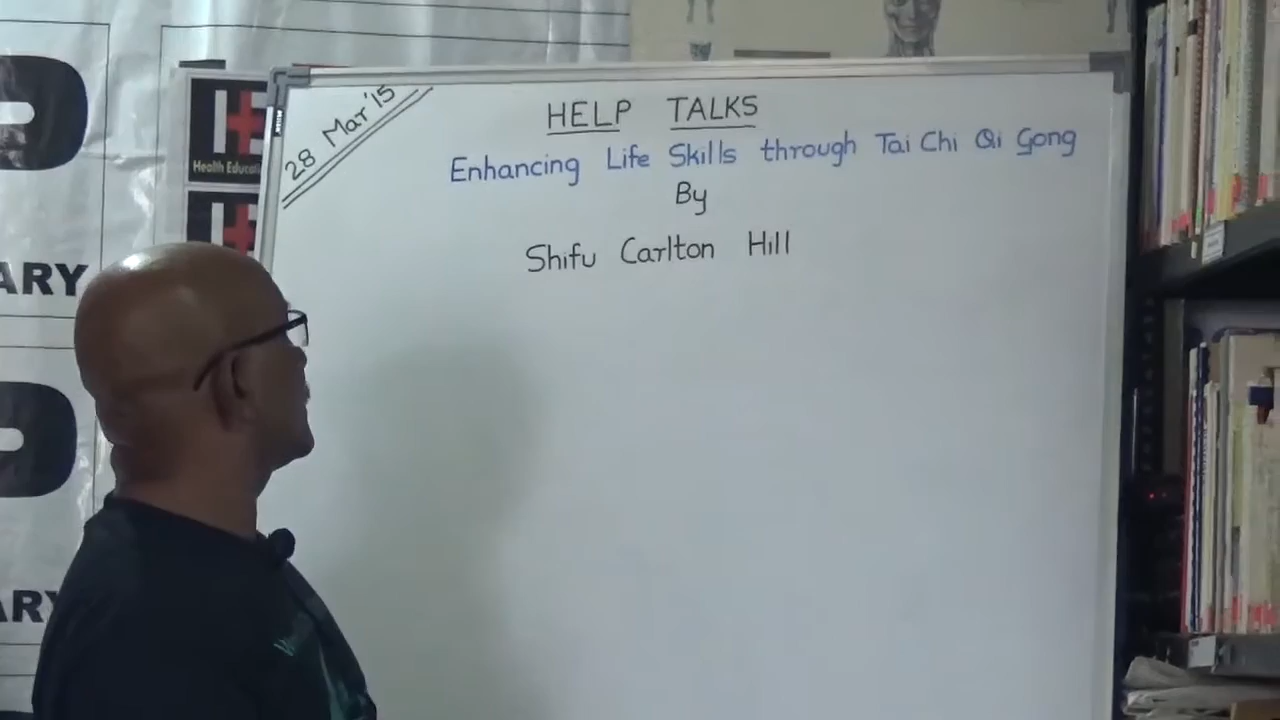 28 Mar'15
HELP TALKS
Enhancing Life Skills through Tai Chi Qi Gong
By
Shifu Carlton Hill
Health
ARY
ARY